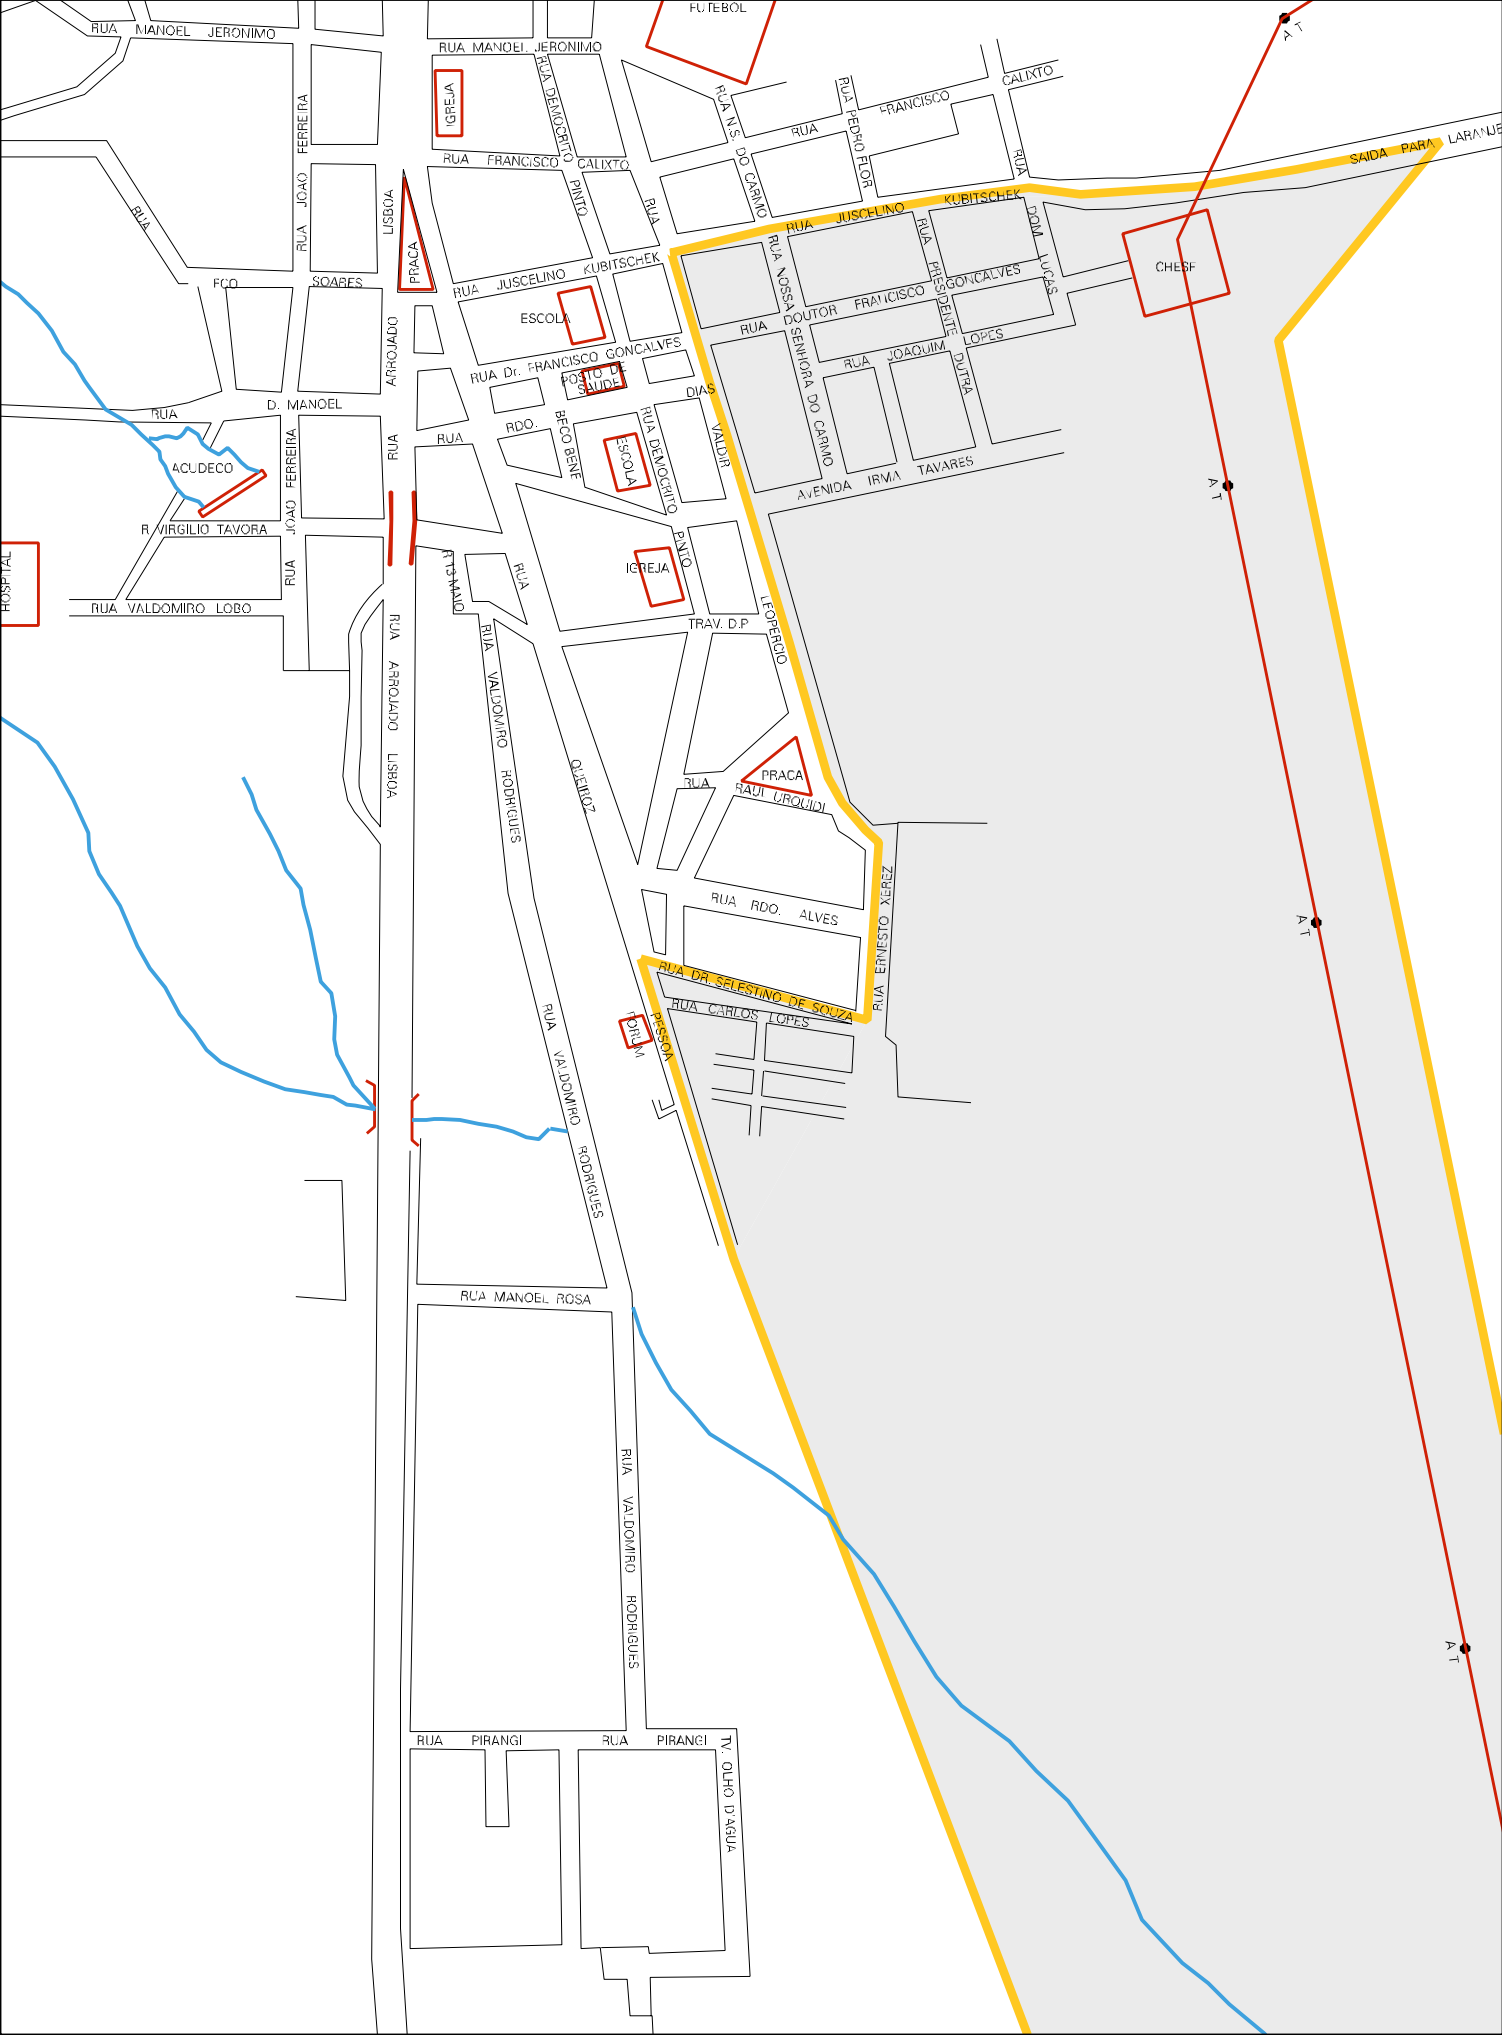 FUTEBOL
A T
RUA MANOEL JERONIMO
RUA MANOEL JERONIMO
IGREJA
RUA DEMOCRITO
PINTO
RUA JOAO FERREIRA
RUA
RUA FRANCISCO CALIXTO
RUA
RUA N.S. DO CARMO
RUA PEDRO FLOR
RUA FRANCISCO CALIXTO
RUA DOM LUCAS
SAIDA PARA LARANJE
LISBOA
PRACA
RUA JUSCELINO KUBITSCHEK
RUA JUSCELINO KUBITSCHEK
CHESF
RUA NOSSA SENHORA DO CARMO
RUA PRESIDENTE DUTRA
RUA DOUTOR FRANCISCO GONCALVES
RUA JOAQUIM LOPES
AVENIDA IRMA TAVARES
FCO SOARES
ESCOLA
RUA Dr. FRANCISCO GONCALVES
POSTO DE
SAUDE
ARROJADO
RUA
RUA D. MANOEL
RUA RDO. DIAS
BECO BENE
ESCOLA
RUA DEMOCRITO
PINTO
VALDIR
LEOPERCIO
ACUDECO
RUA JOAO FERREIRA
R.VIRGILIO TAVORA
A T
HOSPITAL
RUA VALDOMIRO LOBO
R 13 MAIO
RUA
QUEIROZ
PESSOA
IGREJA
TRAV. D.P
RUA ARROJADO LISBOA
RUA VALDOMIRO RODRIGUES
RUA RAUL URQUIDI
PRACA
RUA RDO. ALVES
RUA ERNESTO XEREZ
A T
RUA DR. SELESTINO DE SOUZA
RUA CARLOS LOPES
FORUM
RUA VALDOMIRO RODRIGUES
RUA MANOEL ROSA
RUA VALDOMIRO RODRIGUES
A T
RUA PIRANGI
RUA PIRANGI
TV. OLHO D'AGUA